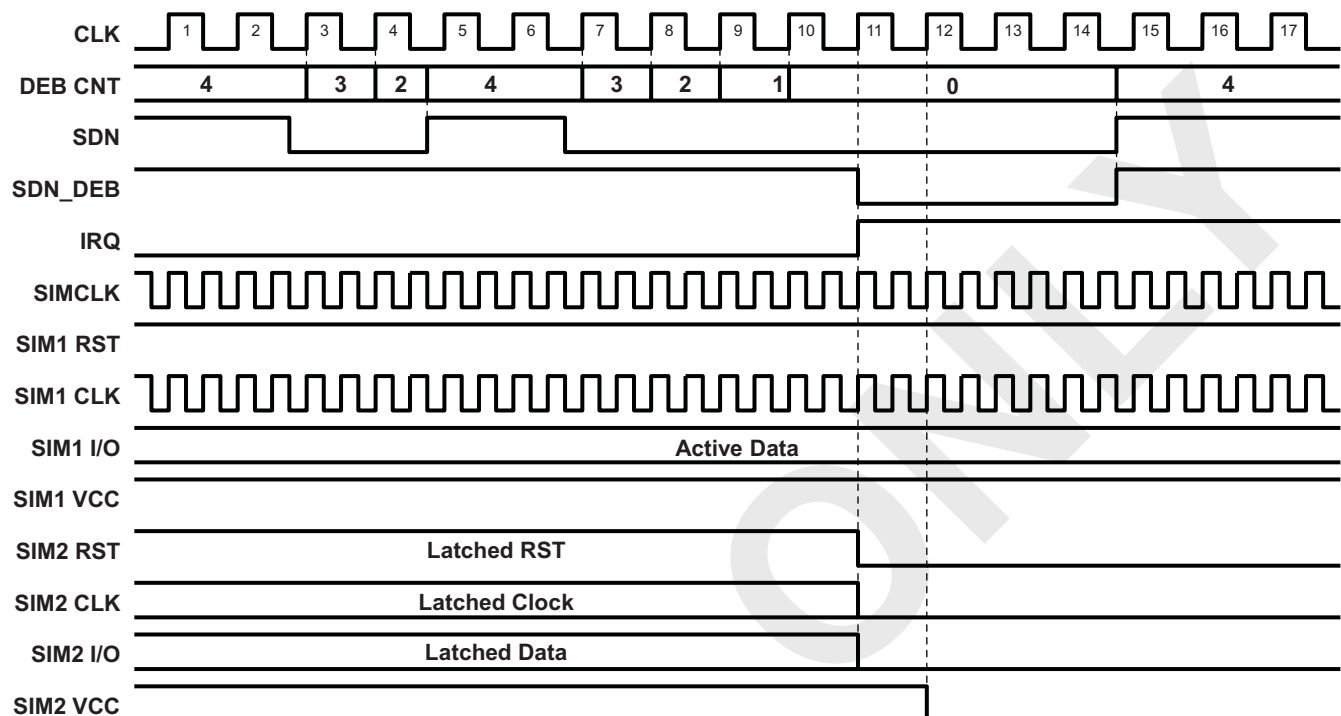 CLK 1 2 3 4 5 6 7 8 9 10 11 12 13 14 15 16 17
DEB CNT 4 3 2 4 3 2 1 0 4
SDN
SDN_DEB
IRQ
SIMCLK
SIM1 RST
SIM1 CLK
SIM1 I/O Active Data
SIM1 VCC
SIM2 RST Latched RST
SIM2 CLK Latched Clock
SIM2 I/O Latched Data
SIM2 VCC
ONLY